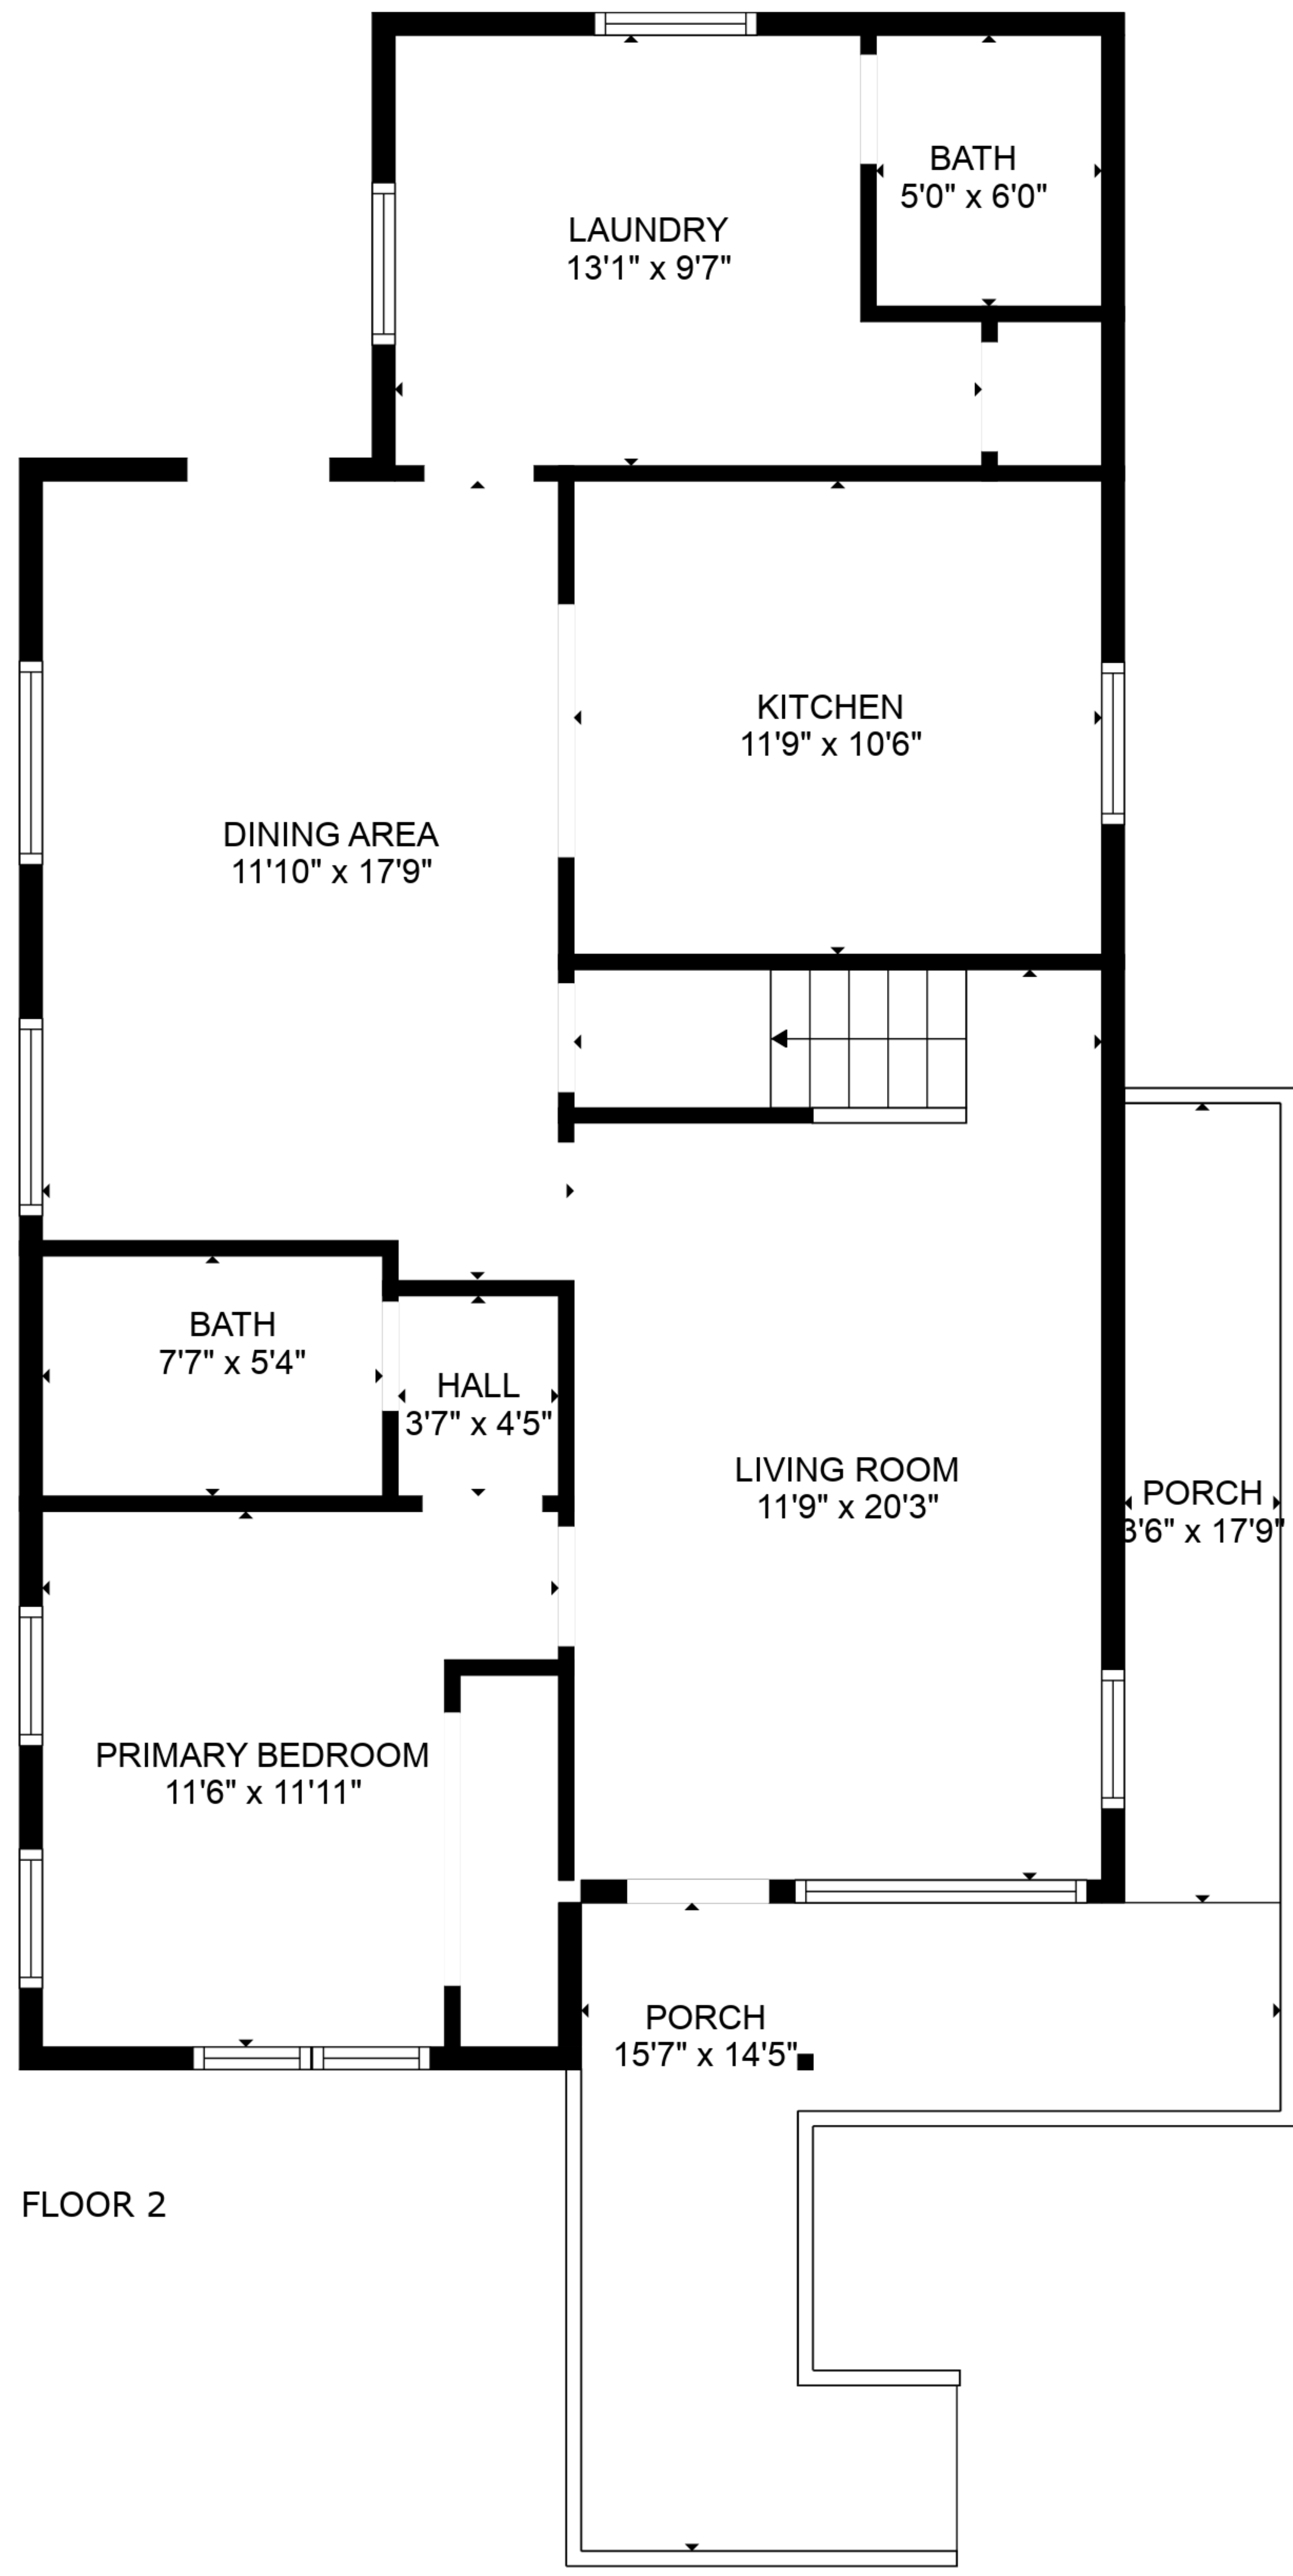 BATH
5'0" x 6'0"
LAUNDRY
13'1" x 9'7"
KITCHEN
11'9" x 10'6"
DINING AREA
11'10" x 17'9"
BATH
7'7" x 5'4"
HALL
3'7" x 4'5"
LIVING ROOM
11'9" x 20'3"
PORCH
3'6" x 17'9"
PRIMARY BEDROOM
11'6" x 11'11"
PORCH
15'7" x 14'5"
FLOOR 2